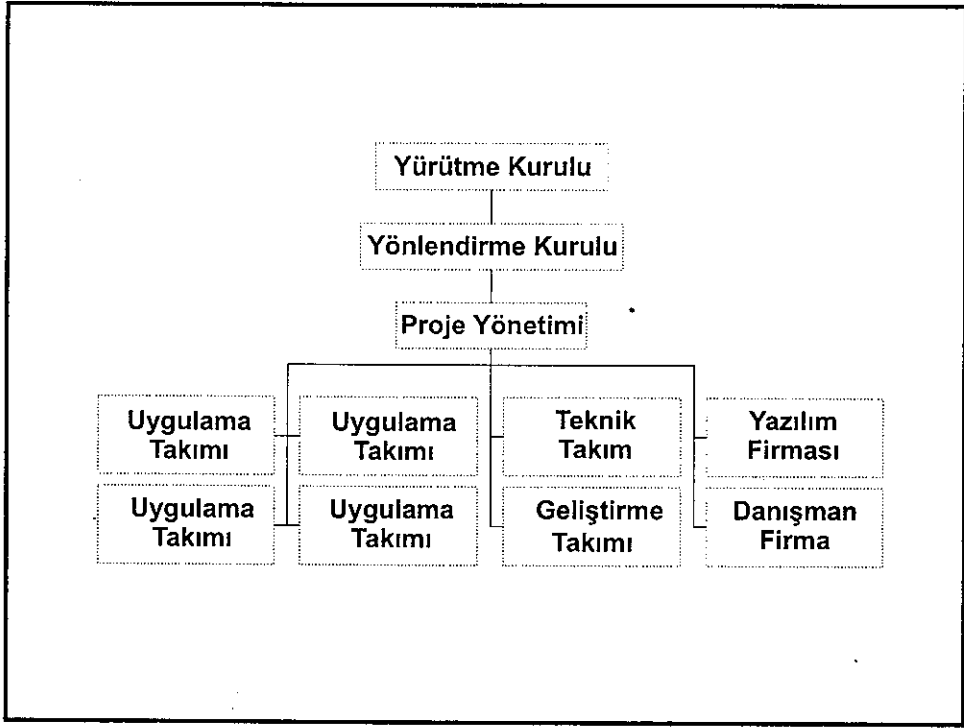 Yürütme Kurulu
Yönlendirme Kurulu
Proje Yönetimi
Uygulama
Takımı
Uygulama
Takımı
Teknik
Takım
Yazılım
Firması
Uygulama
Takımı
Uygulama
Takımı
Geliştirme
Takımı
Danışman
Firma